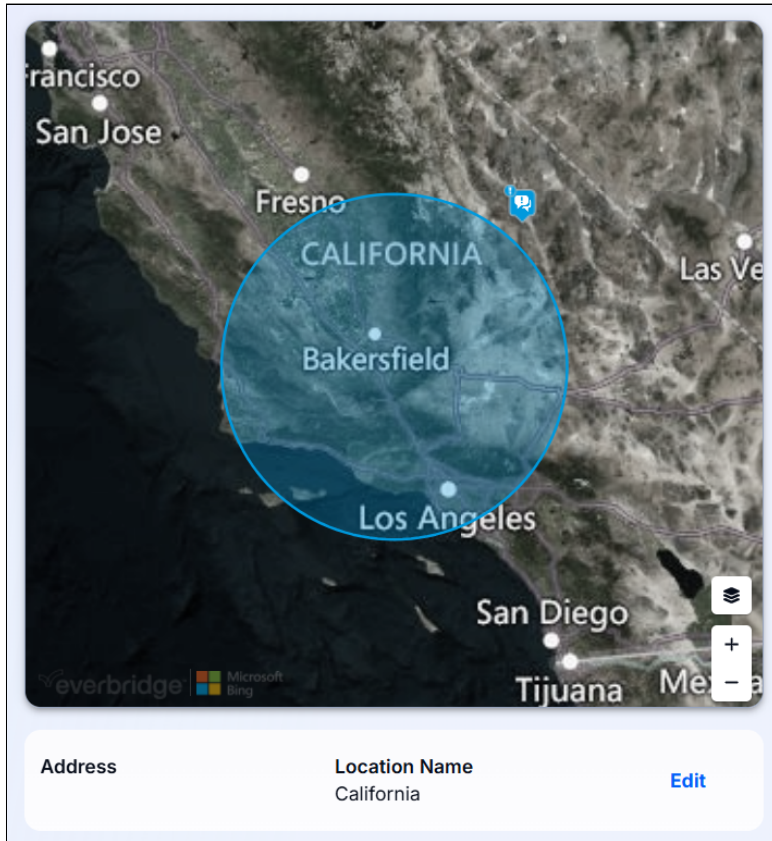 Francisco
San Jose
Fresno
CALIFORNIA
Las Ve
Bakersfield
Los Angeles
San Diego
Tijuana
everbridge
Microsoft
Bing
+
−
Address
Location Name
California
Edit